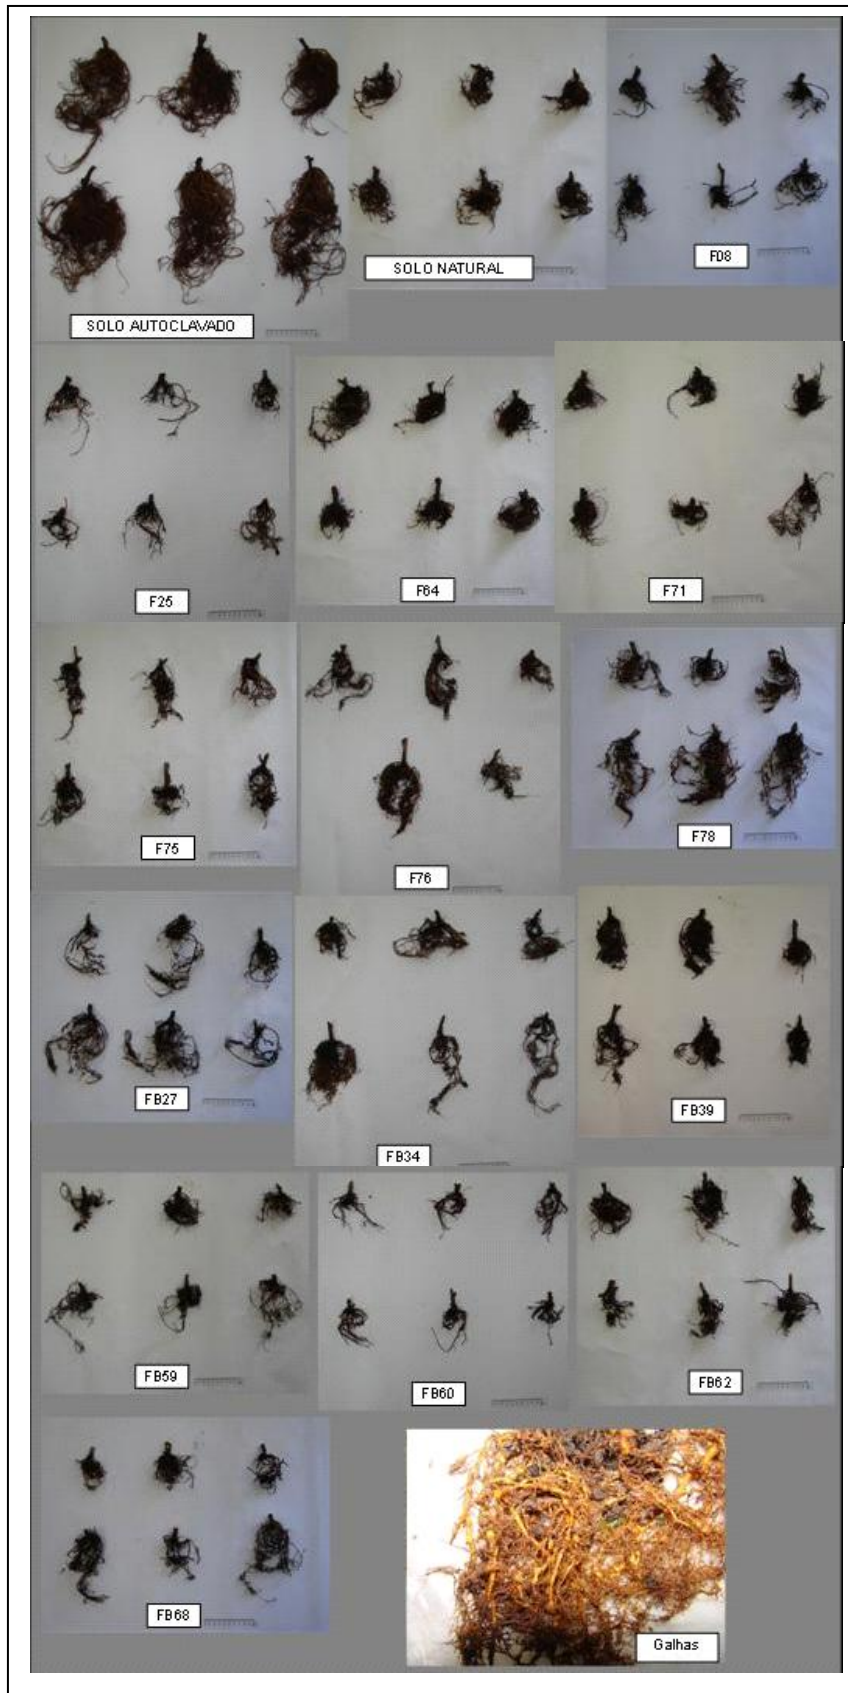 SOLO AUTOCLAVADO
SOLO NATURAL
F08
F25
F64
F71
F75
F76
F78
FB27
FB34
FB39
FB59
FB60
FB62
FB68
Galhas